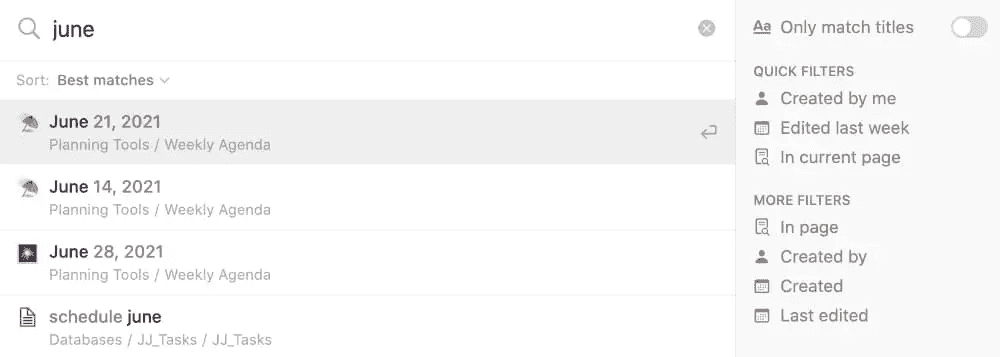 june
Sort: Best matches
June 21, 2021
Planning Tools / Weekly Agenda
June 14, 2021
Planning Tools / Weekly Agenda
June 28, 2021
Planning Tools / Weekly Agenda
schedule june
Databases / JJ_Tasks / JJ_Tasks
Aa Only match titles
QUICK FILTERS
Created by me
Edited last week
In current page
MORE FILTERS
In page
Created by
Created
Last edited